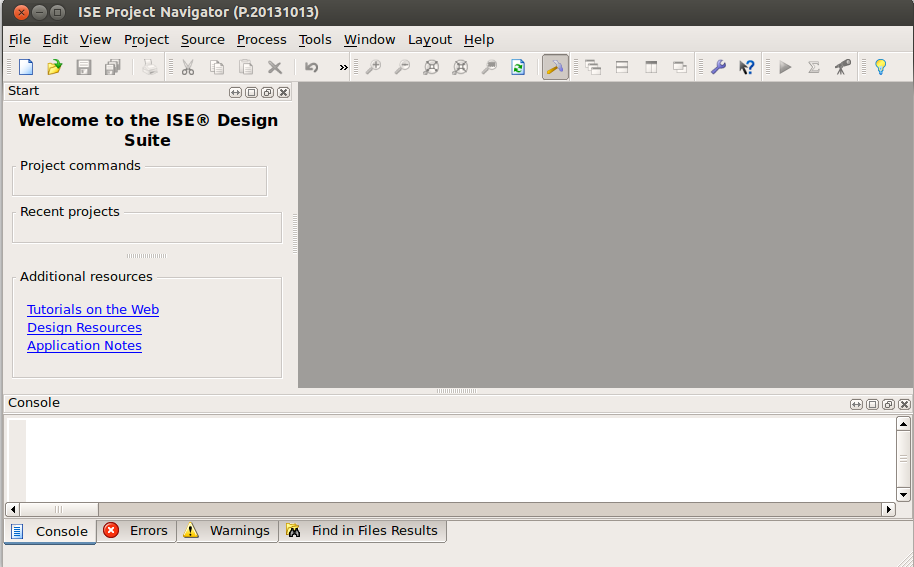 ISE Project Navigator (P.20131013)
File Edit View Project Source Process Tools Window Layout Help
»
Start
Welcome to the ISE® Design
Suite
Project commands
Recent projects
Additional resources
Tutorials on the Web
Design Resources
Application Notes
Console
Console Errors Warnings Find in Files Results